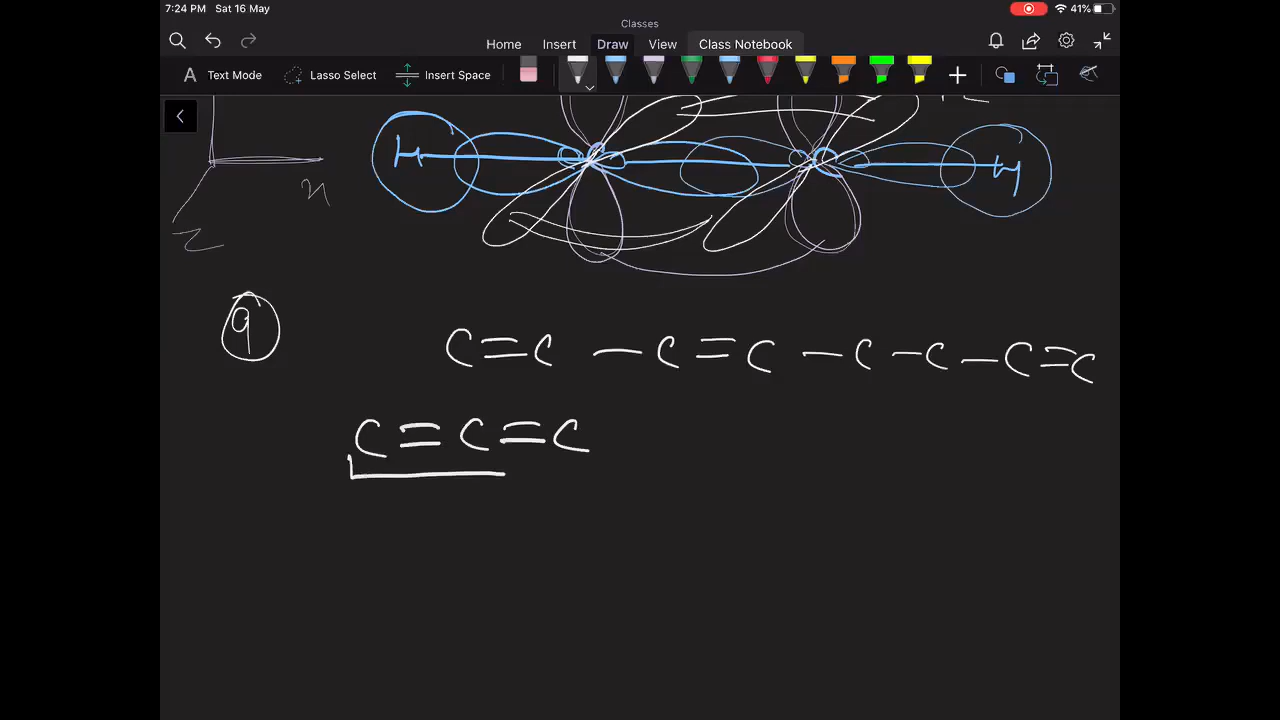 7:24 PM Sat 16 May
41%
Classes
Home Insert Draw View Class Notebook
Text Mode Lasso Select Insert Space
H H
z
9
C=C — C=C — C — C — C=C
C=C=C